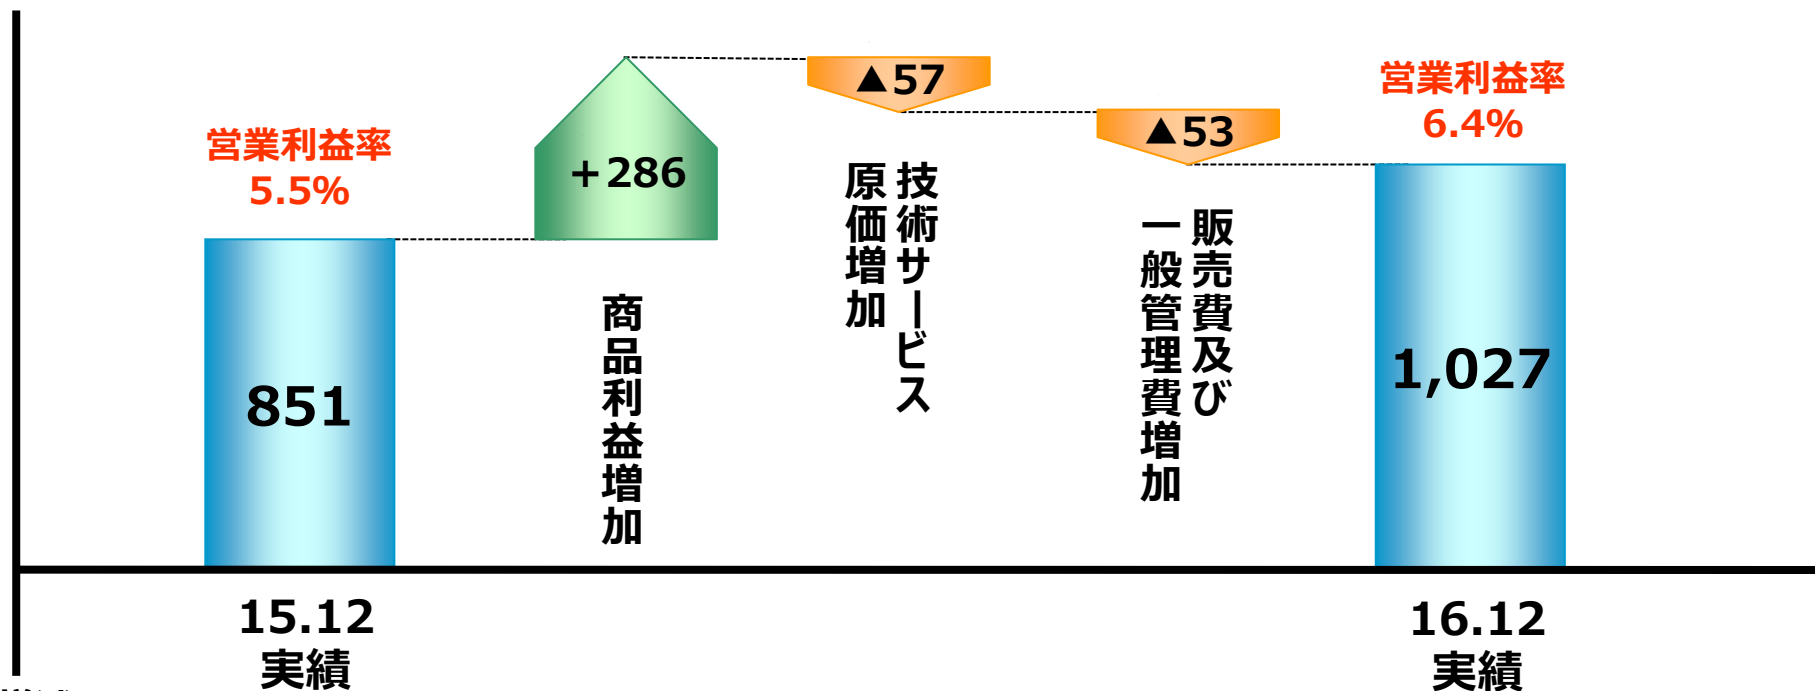 営業利益率
5.5%
851
15.12
実績
+286
商品利益増加
▲57
技術サービス
原価増加
▲53
販売費及び
一般管理費増加
営業利益率
6.4%
1,027
16.12
実績